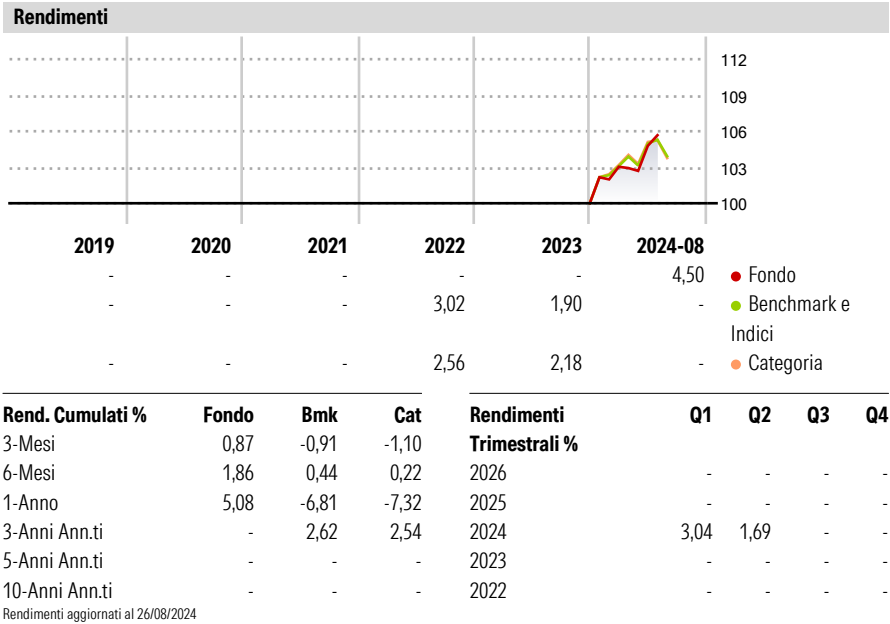 Rendimenti
112
109
106
103
100
2019 2020 2021 2022 2023 2024-08
- - - - - 4,50 Fondo
- - - 3,02 1,90 - Benchmark e
Indici
- - - 2,56 2,18 - Categoria
Rend. Cumulati % Fondo Bmk Cat
3-Mesi 0,87 -0,91 -1,10
6-Mesi 1,86 0,44 0,22
1-Anno 5,08 -6,81 -7,32
3-Anni Ann.ti - 2,62 2,54
5-Anni Ann.ti - - -
10-Anni Ann.ti - - -
Rendimenti Q1 Q2 Q3 Q4
Trimestrali %
2026 - - - -
2025 - - - -
2024 3,04 1,69 - -
2023 - - - -
2022 - - - -
Rendimenti aggiornati al 26/08/2024